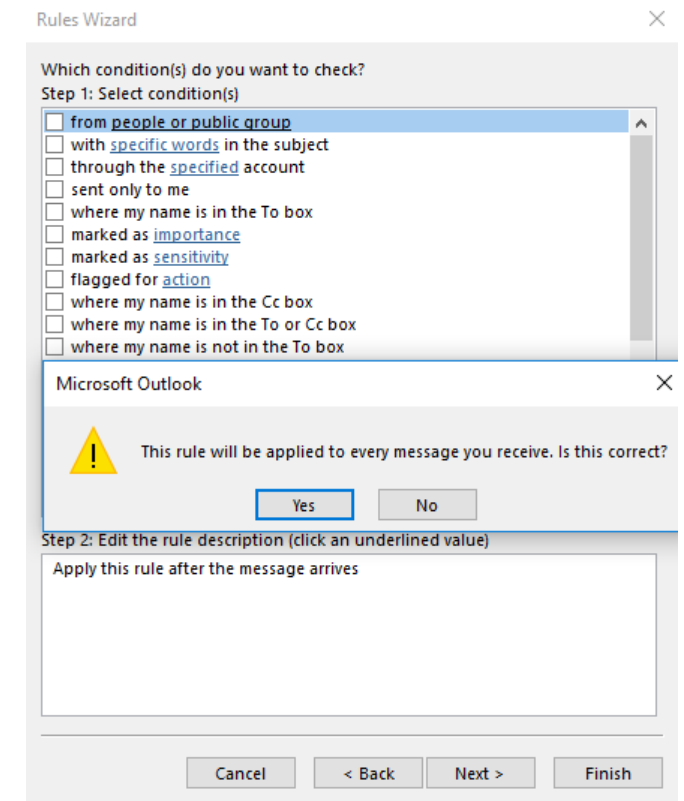 Rules Wizard
Which condition(s) do you want to check?
Step 1: Select condition(s)
from people or public group
with specific words in the subject
through the specified account
sent only to me
where my name is in the To box
marked as importance
marked as sensitivity
flagged for action
where my name is in the Cc box
where my name is in the To or Cc box
where my name is not in the To box
Microsoft Outlook
This rule will be applied to every message you receive. Is this correct?
Yes No
Step 2: Edit the rule description (click an underlined value)
Apply this rule after the message arrives
Cancel < Back Next > Finish